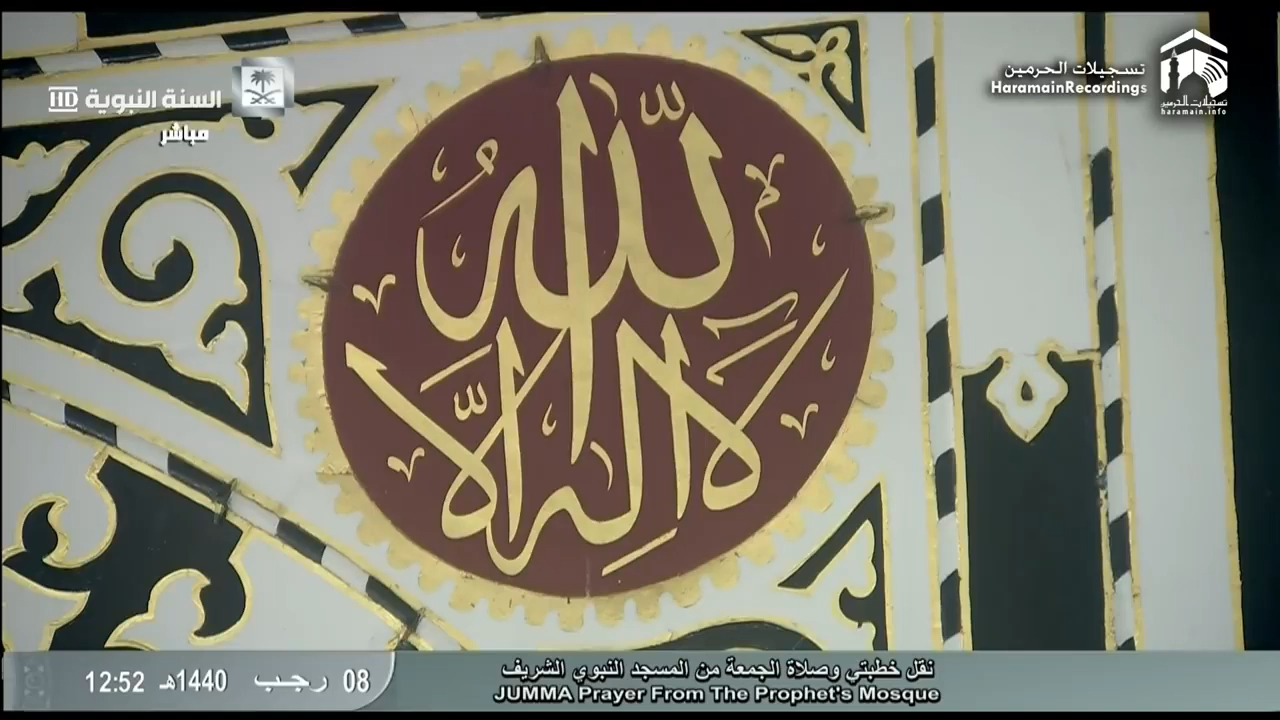 السنة النبوية HD
مباشر
تسجيلات الحرمين
HaramainRecordings
تسجيلات الحرمين
haramain.info
لا إله إلا الله
نقل خطبتي وصلاة الجمعة من المسجد النبوي الشريف
JUMMA Prayer From The Prophet's Mosque
08 رجب 1440هـ 12:52